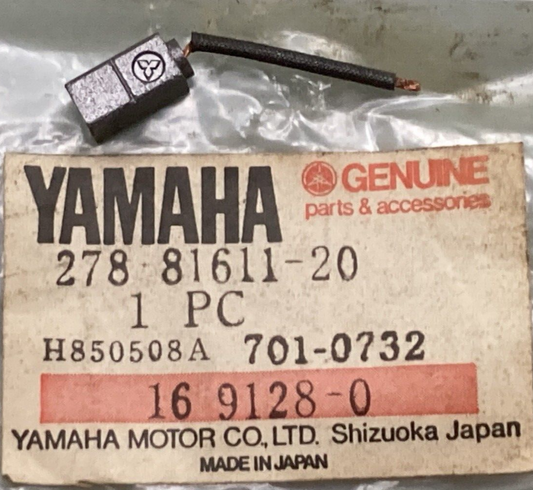 YAMAHA
GENUINE
parts & accessories
278-81611-20
1 PC
H850508A 701-0732
16 9128-0
YAMAHA MOTOR CO., LTD. Shizuoka Japan
MADE IN JAPAN